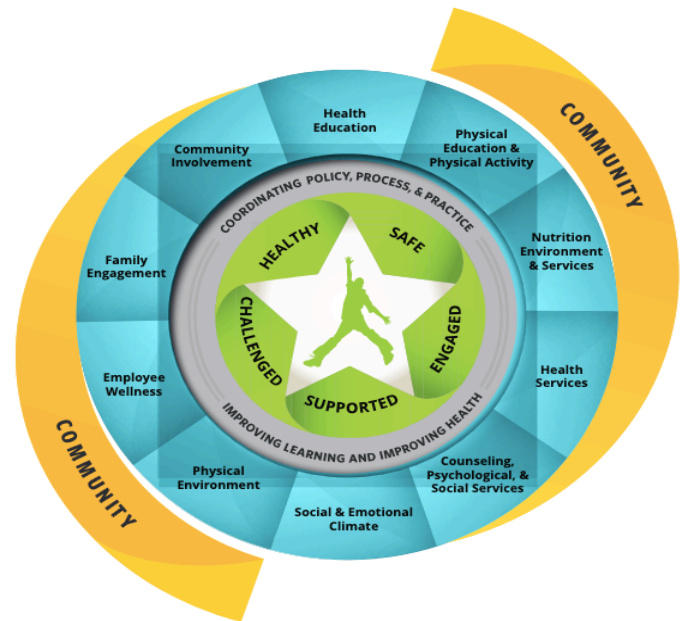 COMMUNITY
Health
Education
Physical
Education &
Physical Activity
Nutrition
Environment
& Services
Health
Services
Counseling,
Psychological, &
Social Services
Social & Emotional
Climate
Physical
Environment
Employee
Wellness
Family
Engagement
Community
Involvement
COORDINATING POLICY, PROCESS, & PRACTICE
IMPROVING LEARNING AND IMPROVING HEALTH
HEALTHY
SAFE
ENGAGED
SUPPORTED
CHALLENGED
COMMUNITY